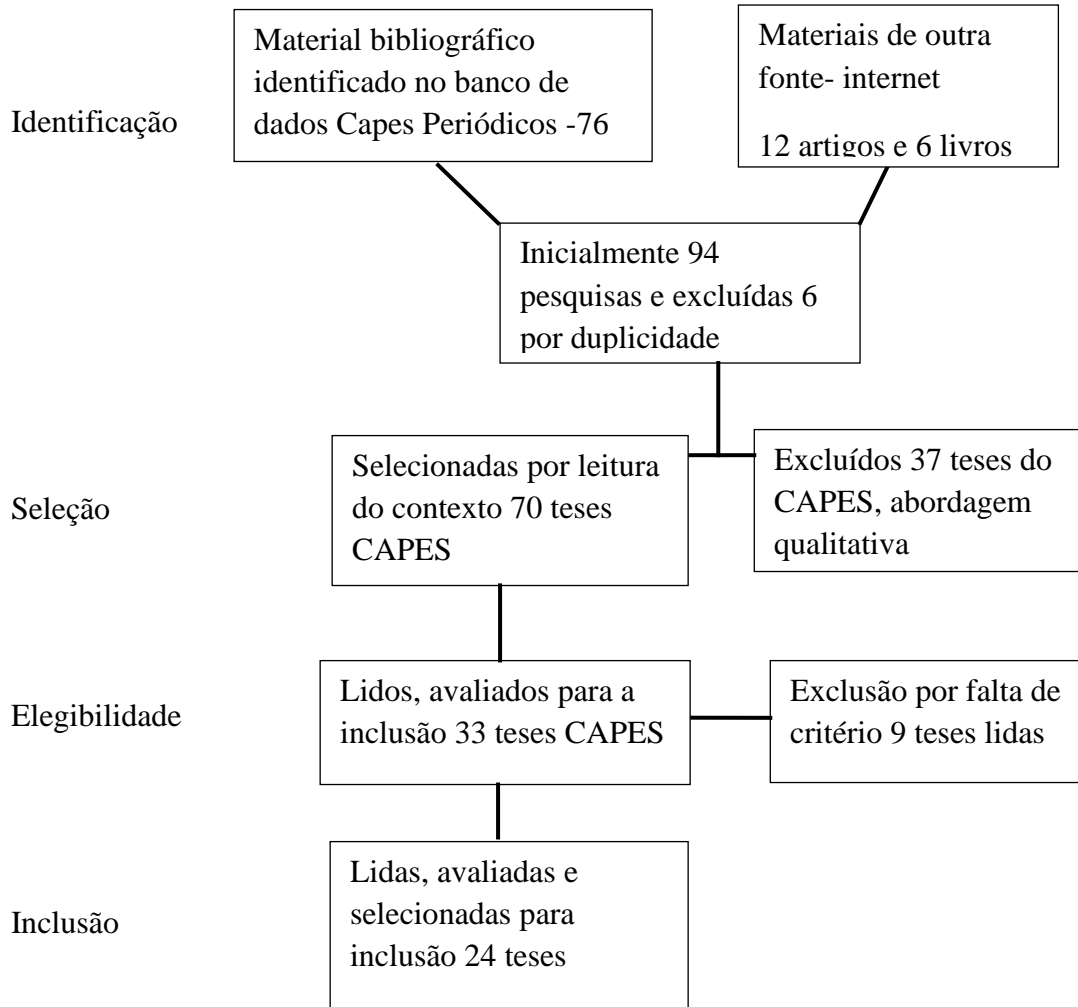 Material bibliográfico
identificado no banco de
dados Capes Periódicos -76
Materiais de outra
fonte- internet
12 artigos e 6 livros
Identificação
Inicialmente 94
pesquisas e excluídas 6
por duplicidade
Seleção
Selecionadas por leitura
do contexto 70 teses
CAPES
Excluídos 37 teses do
CAPES, abordagem
qualitativa
Elegibilidade
Lidos, avaliados para a
inclusão 33 teses CAPES
Exclusão por falta de
critério 9 teses lidas
Inclusão
Lidas, avaliadas e
selecionadas para
inclusão 24 teses